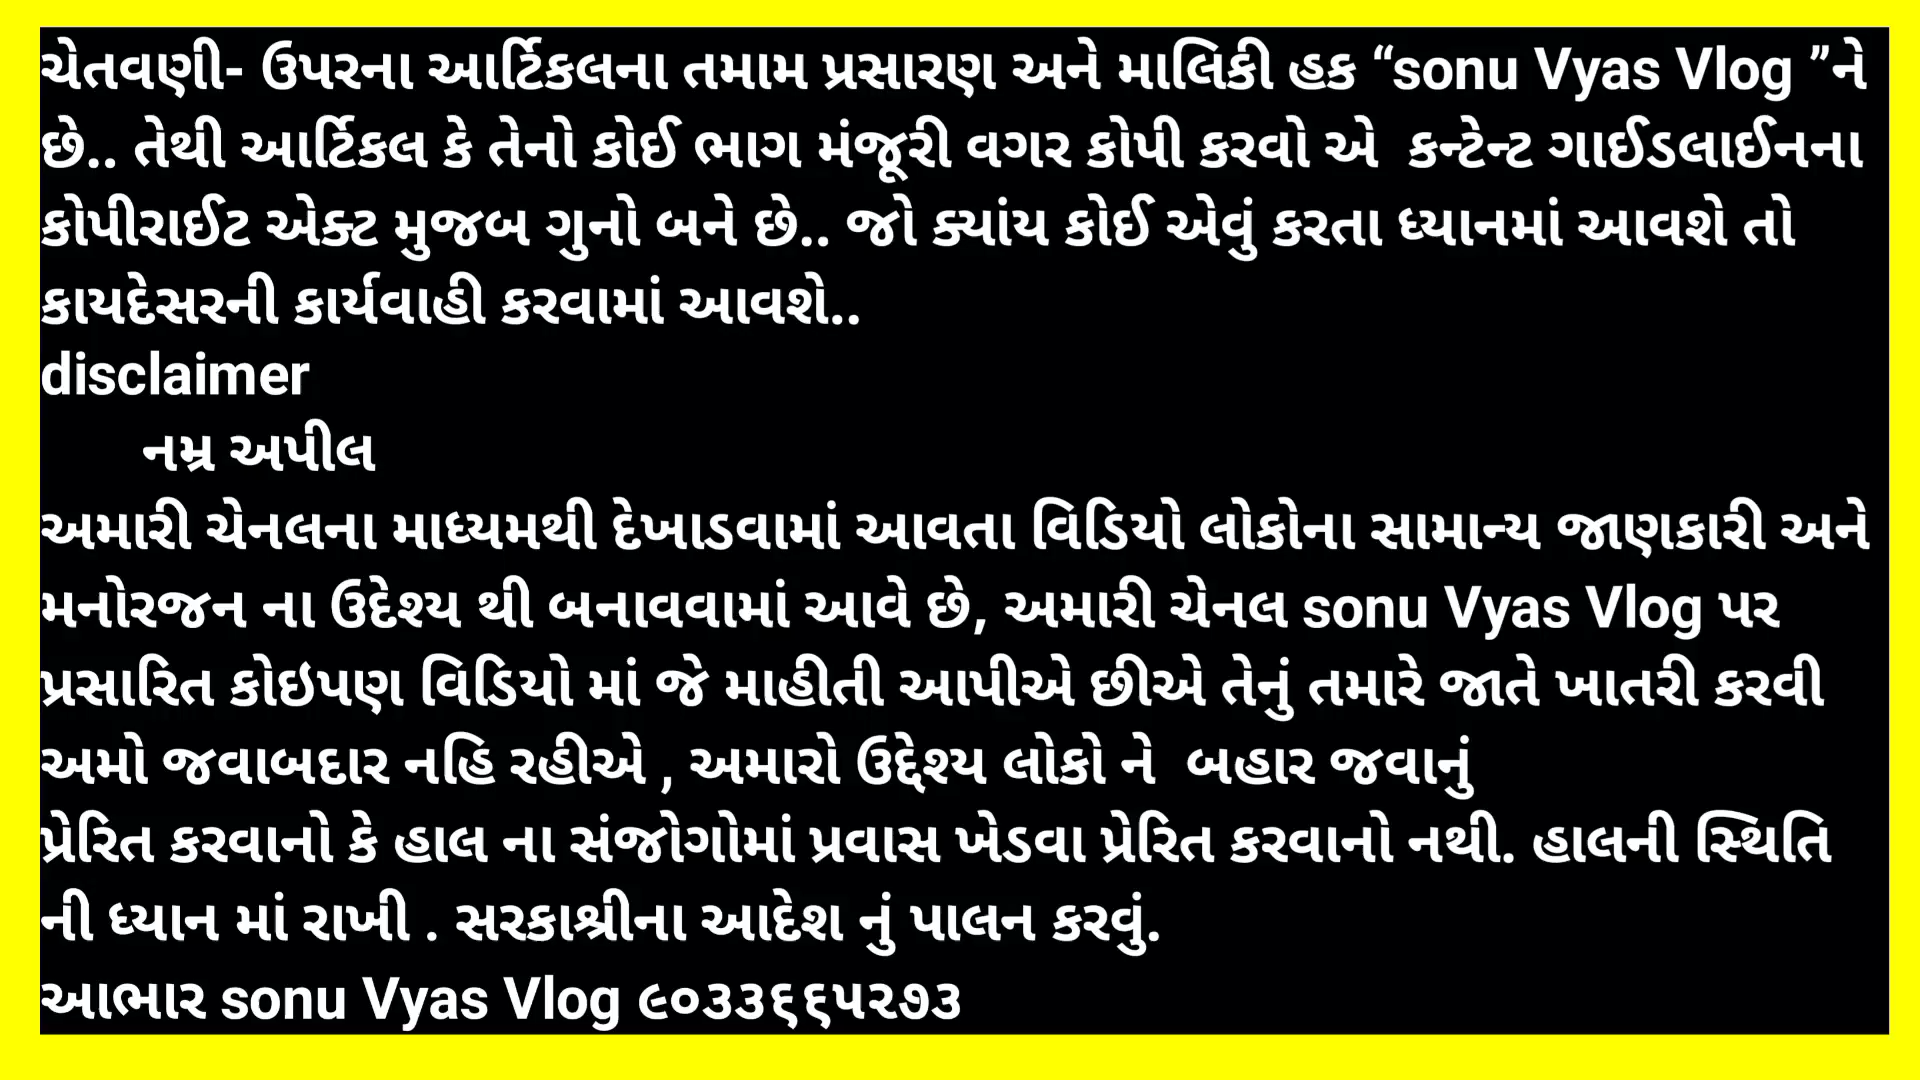 ચેતવણી- ઉપરના આર્ટિકલના તમામ પ્રસારણ અને માલિકી હક “sonu Vyas Vlog ”ને
છે.. તેથી આર્ટિકલ કે તેનો કોઈ ભાગ મંજૂરી વગર કોપી કરવો એ  કન્ટેન્ટ ગાઈડલાઈનના
કોપીરાઈટ એક્ટ મુજબ ગુનો બને છે.. જો ક્યાંય કોઈ એવું કરતા ધ્યાનમાં આવશે તો
કાયદેસરની કાર્યવાહી કરવામાં આવશે..
disclaimer
નમ્ર અપીલ
અમારી ચેનલના માધ્યમથી દેખાડવામાં આવતા વિડિયો લોકોના સામાન્ય જાણકારી અને
મનોરજન ના ઉદેશ્ય થી બનાવવામાં આવે છે, અમારી ચેનલ sonu Vyas Vlog પર
પ્રસારિત કોઇપણ વિડિયો માં જે માહીતી આપીએ છીએ તેનું તમારે જાતે ખાતરી કરવી
અમો જવાબદાર નહિ રહીએ , અમારો ઉદ્દેશ્ય લોકો ને  બહાર જવાનું
પ્રેરિત કરવાનો કે હાલ ના સંજોગોમાં પ્રવાસ ખેડવા પ્રેરિત કરવાનો નથી. હાલની સ્થિતિ
ની ધ્યાન માં રાખી . સરકાશ્રીના આદેશ નું પાલન કરવું.
આભાર sonu Vyas Vlog ૯૦૩૩૬૬૫૨૭૩